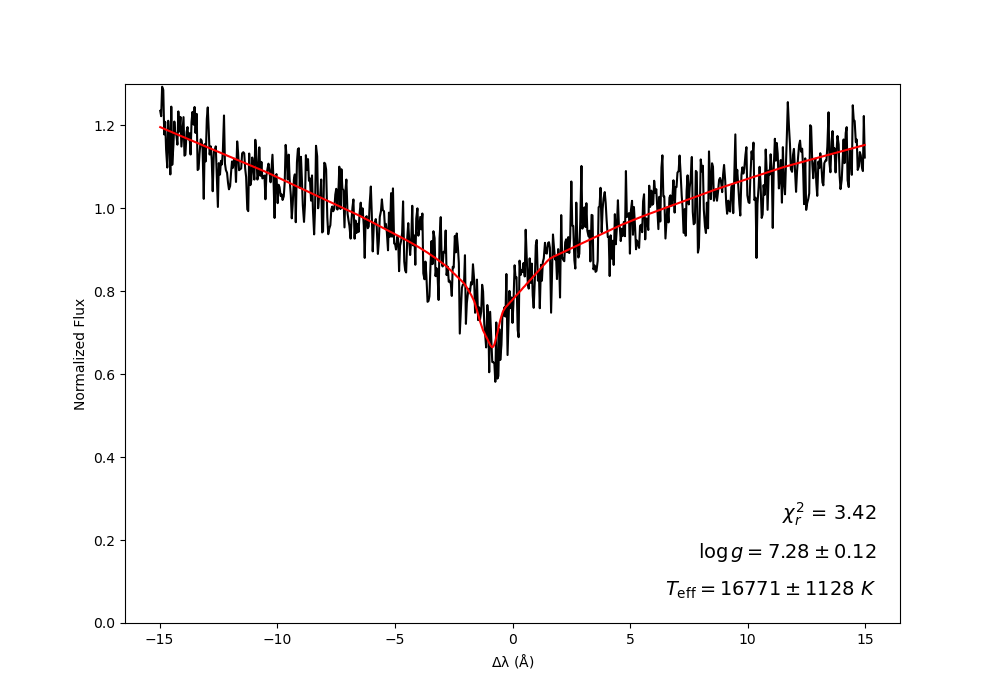 1.2
1.0
0.8
0.6
0.4
0.2
0.0
Normalized Flux
χ²ᵣ = 3.42
log g = 7.28 ± 0.12
T_eff = 16771 ± 1128 K
−15 −10 −5 0 5 10 15
Δλ (Å)